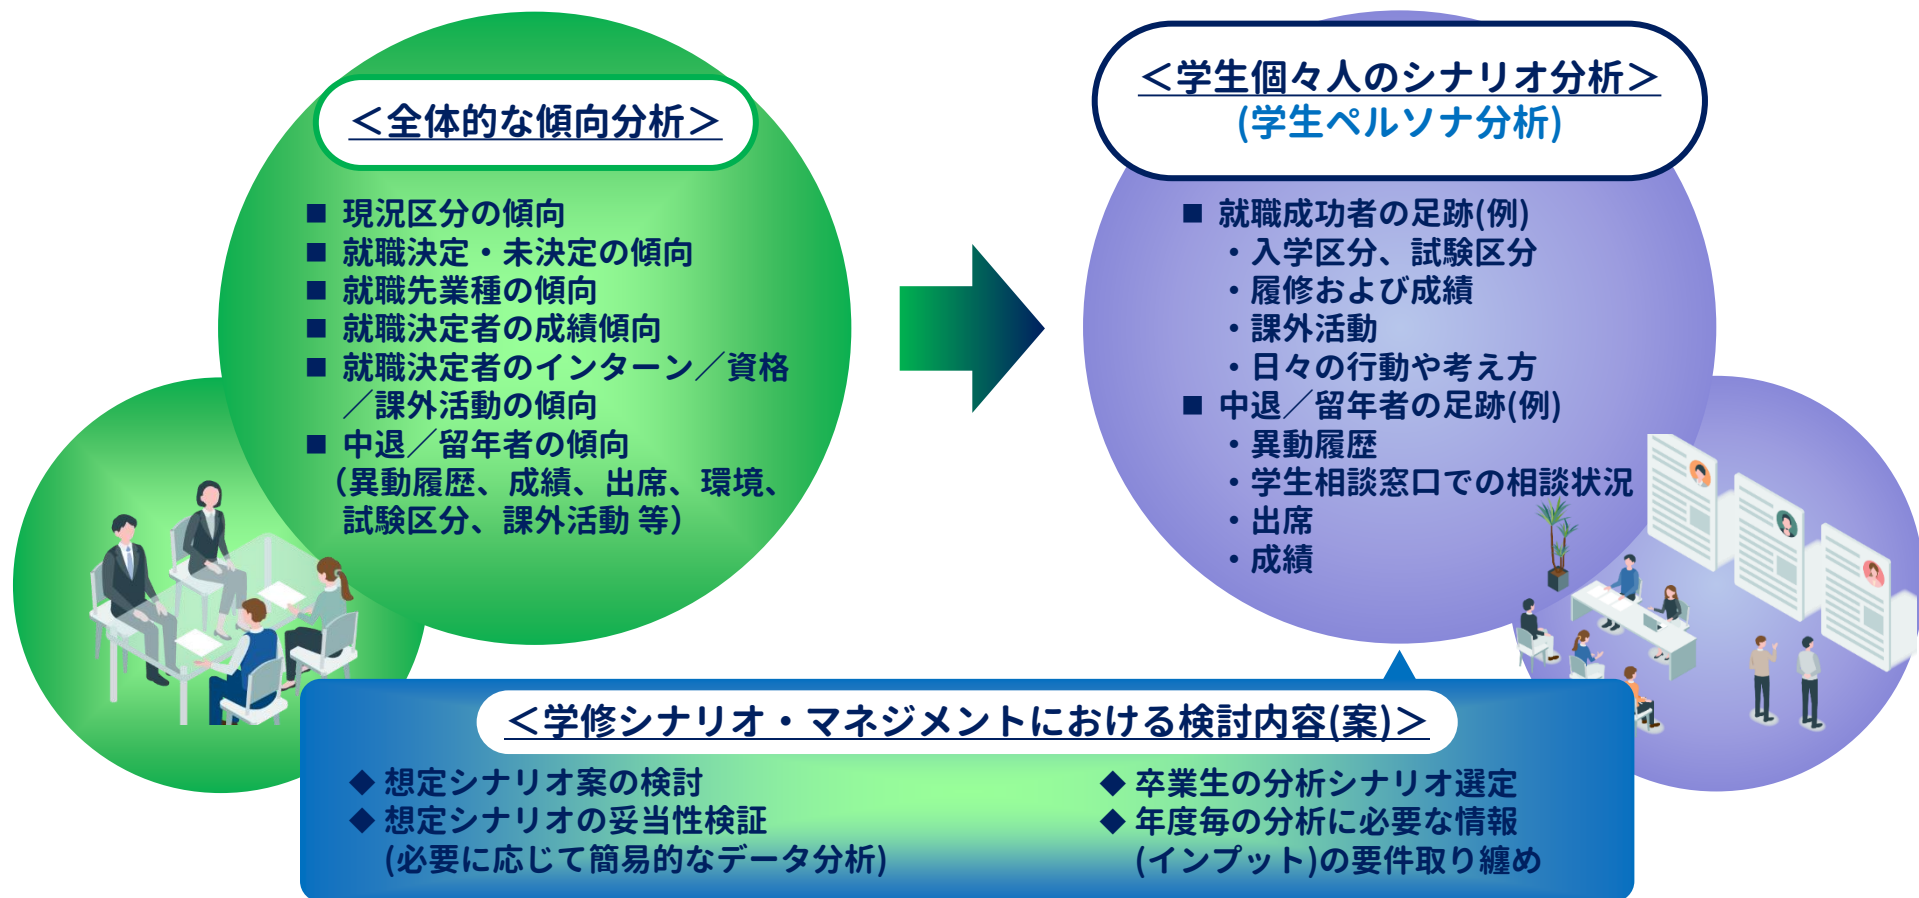 ＜全体的な傾向分析＞
■ 現況区分の傾向
■ 就職決定・未決定の傾向
■ 就職先業種の傾向
■ 就職決定者の成績傾向
■ 就職決定者のインターン／資格
／課外活動の傾向
■ 中退／留年者の傾向
（異動履歴、成績、出席、環境、
試験区分、課外活動 等）
＜学生個々人のシナリオ分析＞
(学生ペルソナ分析)
■ 就職成功者の足跡(例)
・入学区分、試験区分
・履修および成績
・課外活動
・日々の行動や考え方
■ 中退／留年者の足跡(例)
・異動履歴
・学生相談窓口での相談状況
・出席
・成績
＜学修シナリオ・マネジメントにおける検討内容(案)＞
◆ 想定シナリオ案の検討
◆ 想定シナリオの妥当性検証
(必要に応じて簡易的なデータ分析)
◆ 卒業生の分析シナリオ選定
◆ 年度毎の分析に必要な情報
(インプット)の要件取り纏め